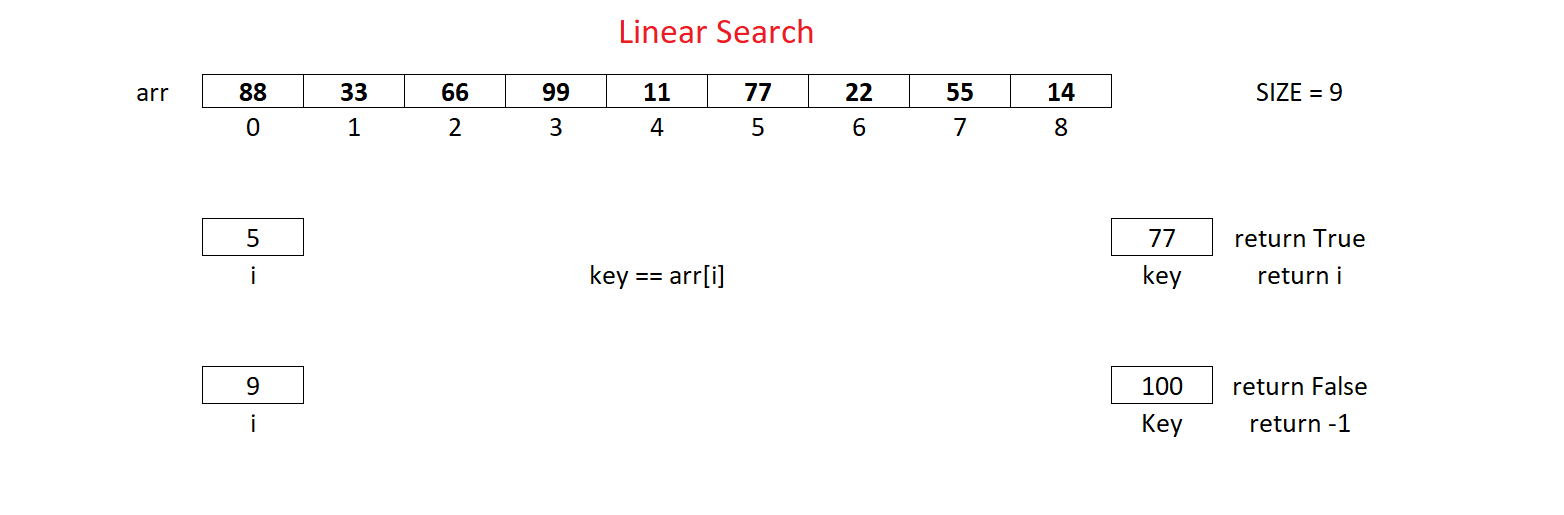 Linear Search
arr 88 33 66 99 11 77 22 55 14 SIZE = 9
0 1 2 3 4 5 6 7 8
5 77 return True
i key == arr[i] key return i
9 100 return False
i Key return -1